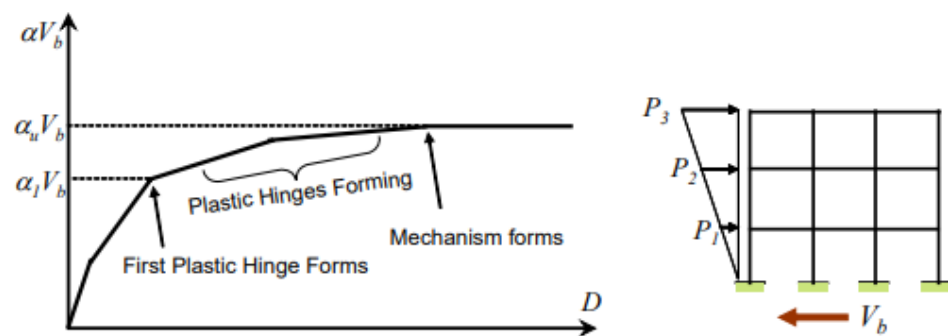 αV_b
α_uV_b
α_1V_b
Plastic Hinges Forming
Mechanism forms
First Plastic Hinge Forms
D
P_3
P_2
P_1
V_b